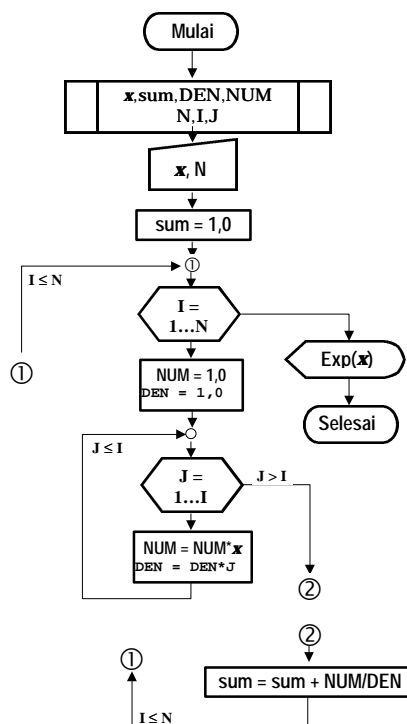 Mulai
x,sum,DEN,NUM
N,I,J
x, N
sum = 1,0
①
I ≤ N
I =
1...N
①
Exp(x)
NUM = 1,0
DEN = 1,0
Selesai
J ≤ I
J =
1...I
J > I
NUM = NUM*x
DEN = DEN*J
②
②
①
sum = sum + NUM/DEN
I ≤ N